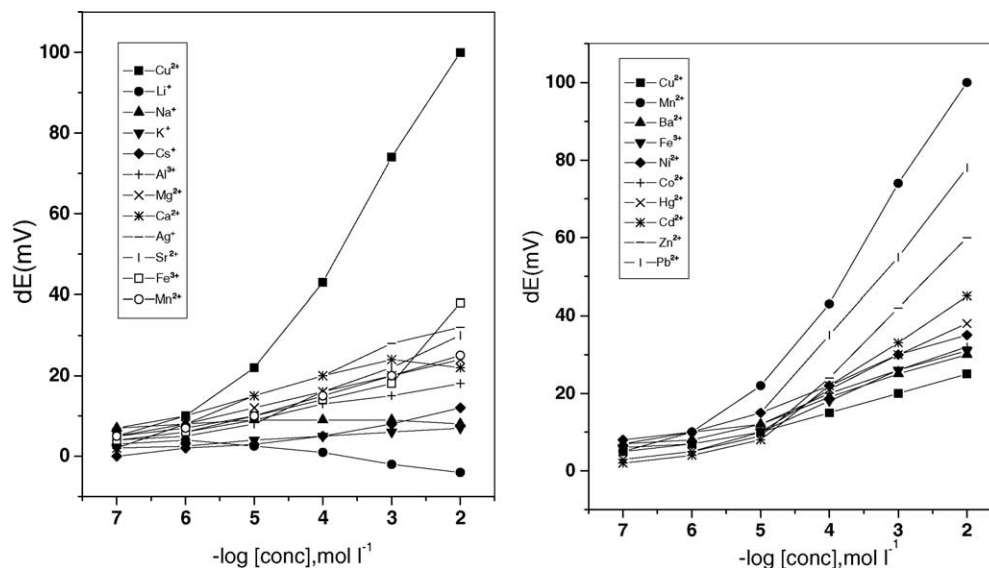 100
80
60
40
20
0
dE(mV)
Cu²⁺
Li⁺
Na⁺
K⁺
Cs⁺
Al³⁺
Mg²⁺
Ca²⁺
Ag⁺
Sr²⁺
Fe³⁺
Mn²⁺
7 6 5 4 3 2
-log [conc],mol l⁻¹
100
80
60
40
20
0
dE(mV)
Cu²⁺
Mn²⁺
Ba²⁺
Fe³⁺
Ni²⁺
Co²⁺
Hg²⁺
Cd²⁺
Zn²⁺
Pb²⁺
7 6 5 4 3 2
-log [conc],mol l⁻¹